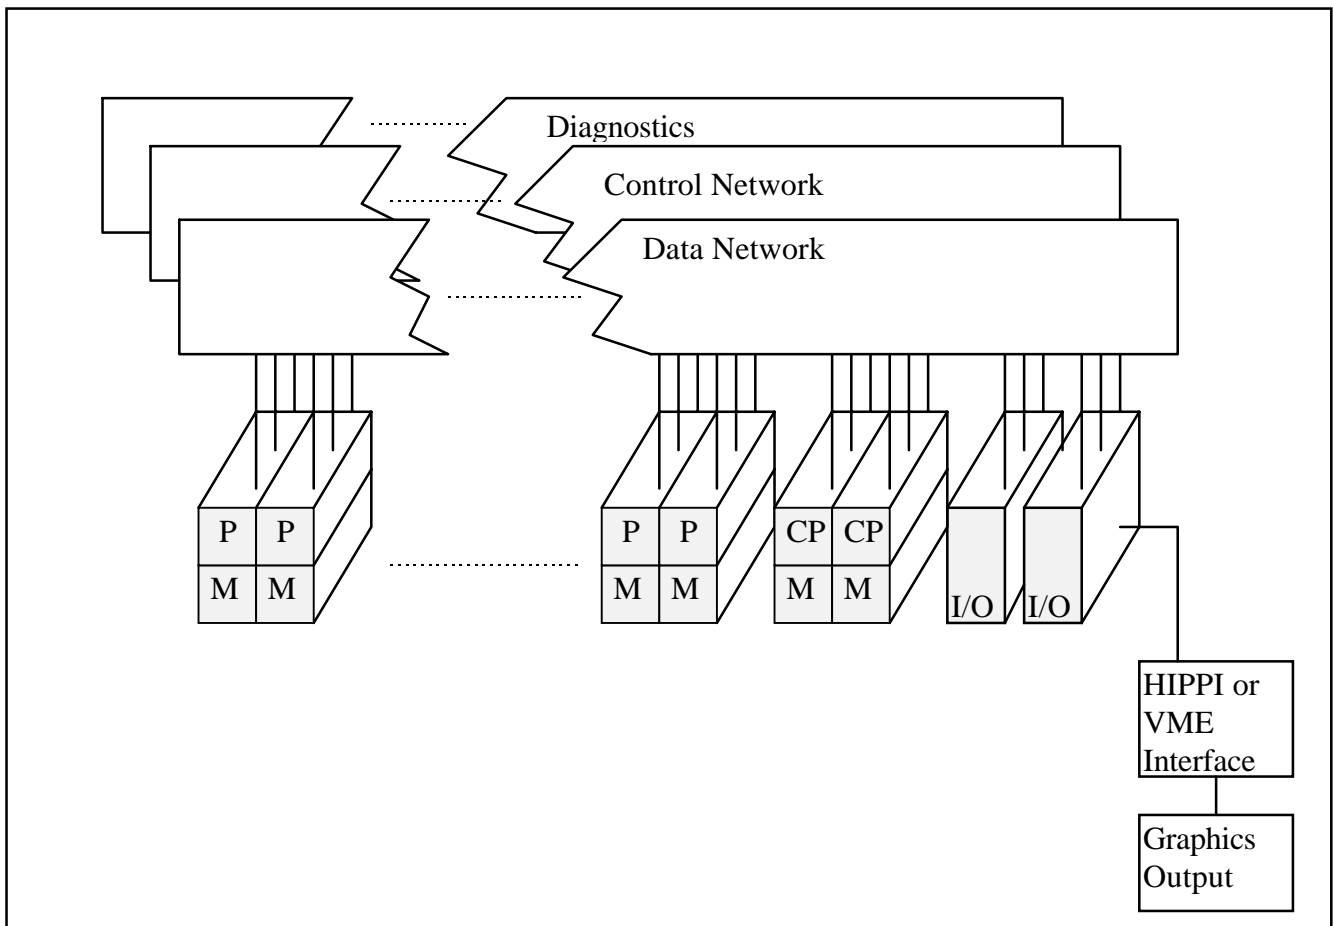 Diagnostics
Control Network
Data Network
P P P P CP CP
M M M M M M I/O I/O
HIPPI or
VME
Interface
Graphics
Output